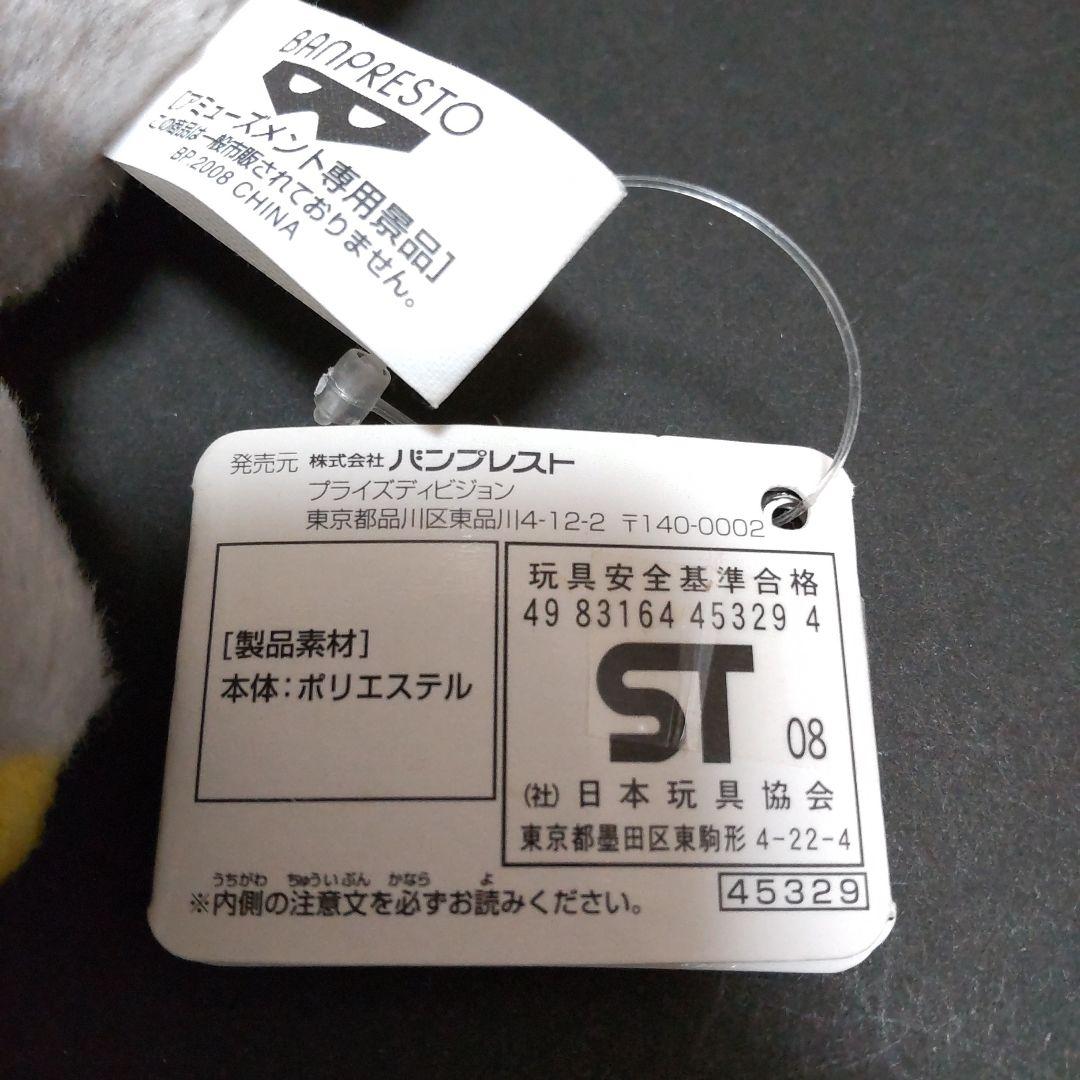 BANPRESTO
[アミューズメント専用景品]
この商品は一般市販されておりません。
BP.2008 CHINA
発売元 株式会社 バンプレスト
プライズディビジョン
東京都品川区東品川4-12-2 〒140-0002
[製品素材]
本体:ポリエステル
玩具安全基準合格
49 83164 45329 4
ST 08
(社) 日本玩具協会
東京都墨田区東駒形 4-22-4
うちがわ ちゅういぶん かなら よ
※内側の注意文を必ずお読みください。
45329